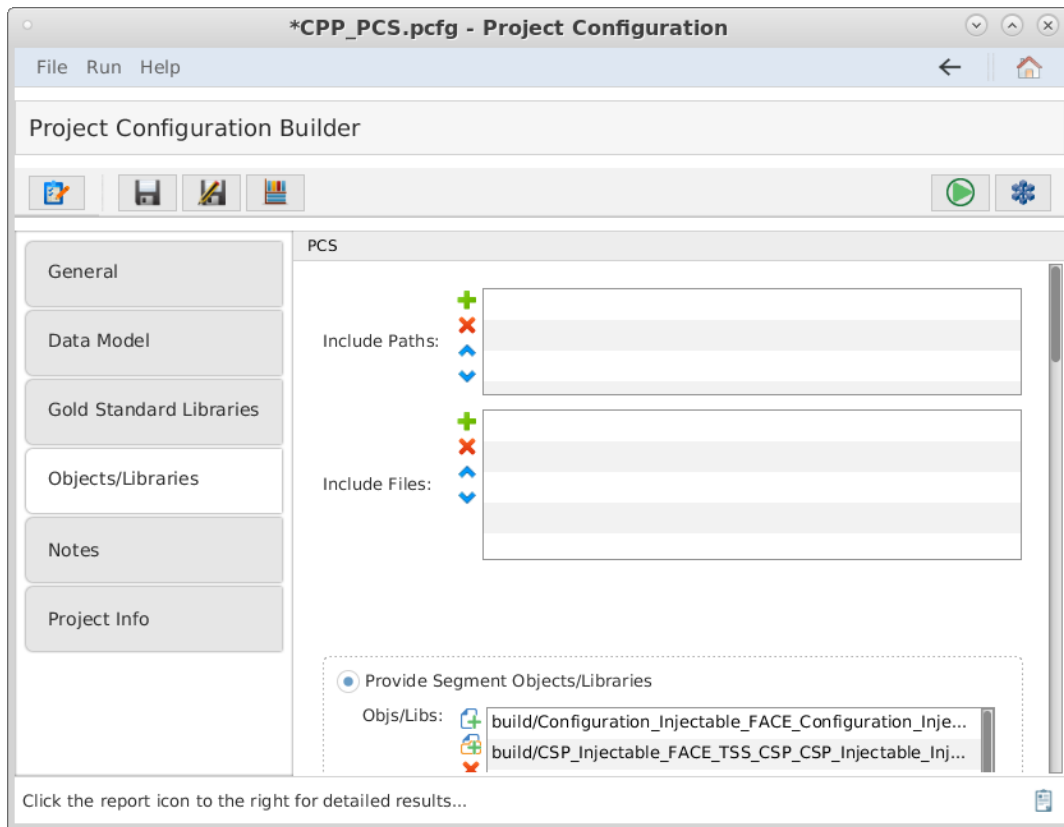 *CPP_PCS.pcfg - Project Configuration
File Run Help
Project Configuration Builder
PCS
General
Data Model
Gold Standard Libraries
Objects/Libraries
Notes
Project Info
Include Paths:
Include Files:
Provide Segment Objects/Libraries
Objs/Libs:
build/Configuration_Injectable_FACE_Configuration_Inje...
build/CSP_Injectable_FACE_TSS_CSP_CSP_Injectable_Inj...
Click the report icon to the right for detailed results...